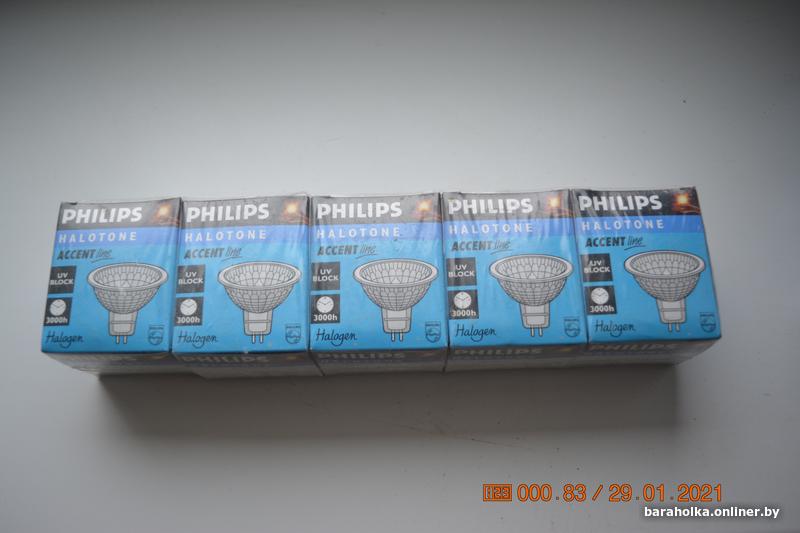 PHILIPS
HALOTONE
ACCENT line
UV BLOCK
3000h
Halogen
PHILIPS
HALOTONE
ACCENT line
UV BLOCK
3000h
Halogen
PHILIPS
HALOTONE
ACCENT line
UV BLOCK
3000h
Halogen
PHILIPS
HALOTONE
ACCENT line
UV BLOCK
3000h
Halogen
PHILIPS
HALOTONE
ACCENT line
UV BLOCK
3000h
Halogen
123 000.83 / 29.01.2021
baraholka.onliner.by